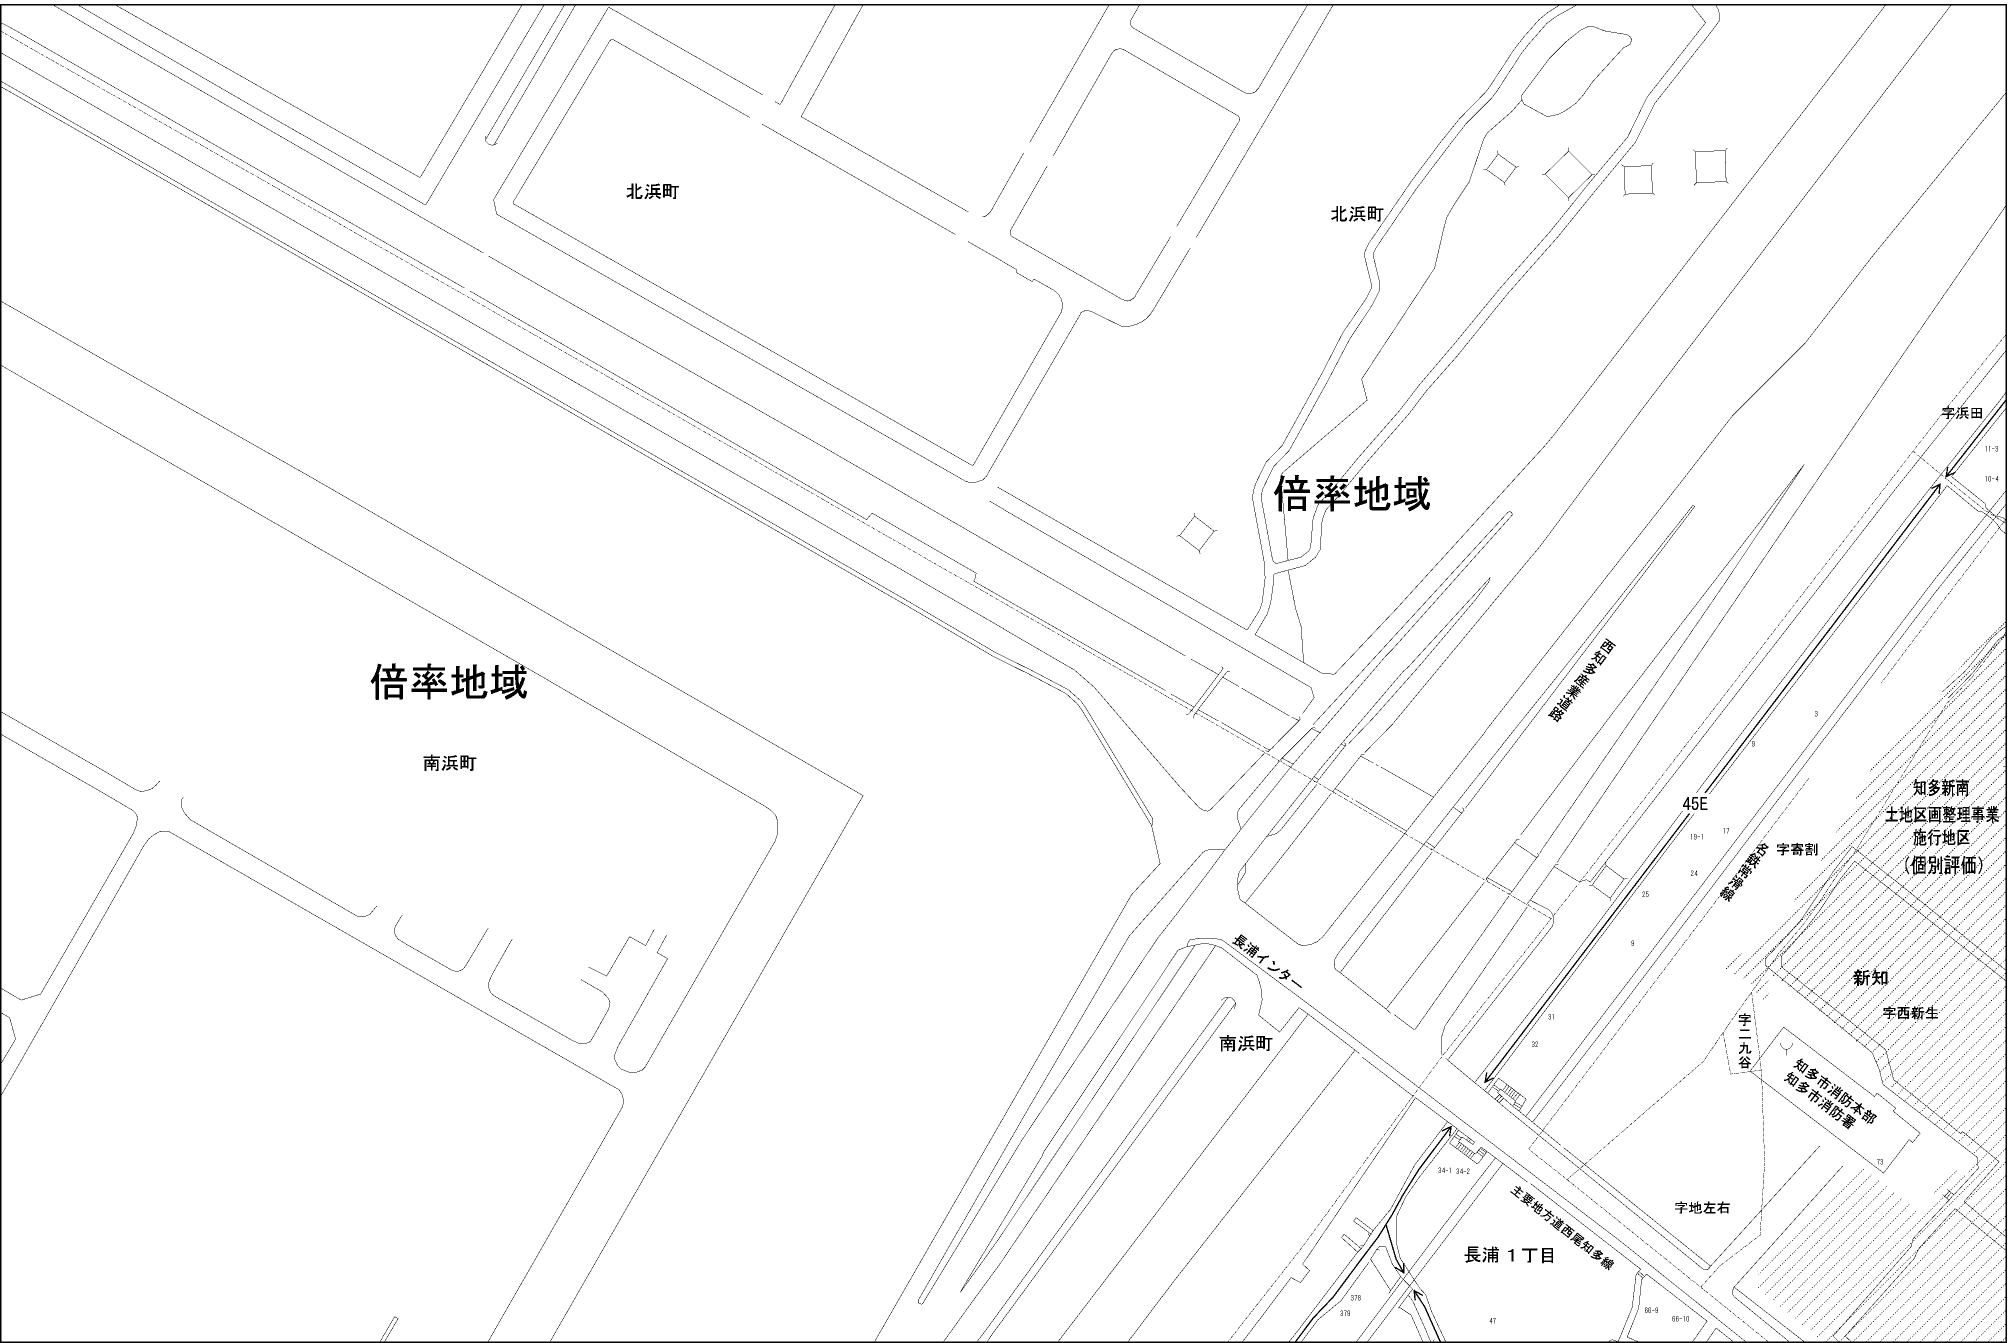 北浜町
北浜町
字浜田
11-3
10-4
倍率地域
倍率地域
西知多産業道路
南浜町
3
8
知多新南
土地区画整理事業
施行地区
(個別評価)
45E
19-1
17
字寄割
名鉄常滑線
24
25
9
長浦インター
新知
字西新生
31
32
南浜町
字二九谷
知多市消防本部
知多市消防署
73
34-1
34-2
主要地方道西尾知多線
字地左右
長浦1丁目
378
379
47
66-9
66-10